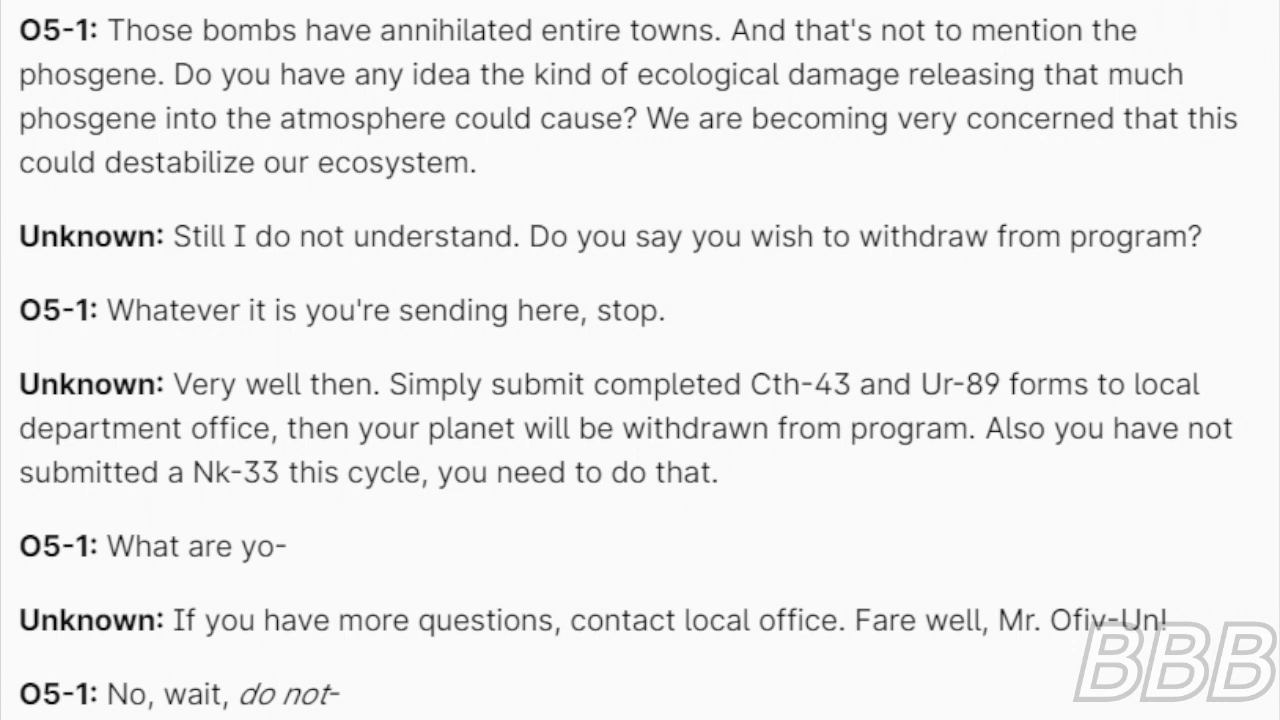 O5-1: Those bombs have annihilated entire towns. And that's not to mention the
phosgene. Do you have any idea the kind of ecological damage releasing that much
phosgene into the atmosphere could cause? We are becoming very concerned that this
could destabilize our ecosystem.
Unknown: Still I do not understand. Do you say you wish to withdraw from program?
O5-1: Whatever it is you're sending here, stop.
Unknown: Very well then. Simply submit completed Cth-43 and Ur-89 forms to local
department office, then your planet will be withdrawn from program. Also you have not
submitted a Nk-33 this cycle, you need to do that.
O5-1: What are yo-
Unknown: If you have more questions, contact local office. Fare well, Mr. Ofiv-Un!
O5-1: No, wait, do not-
BBB